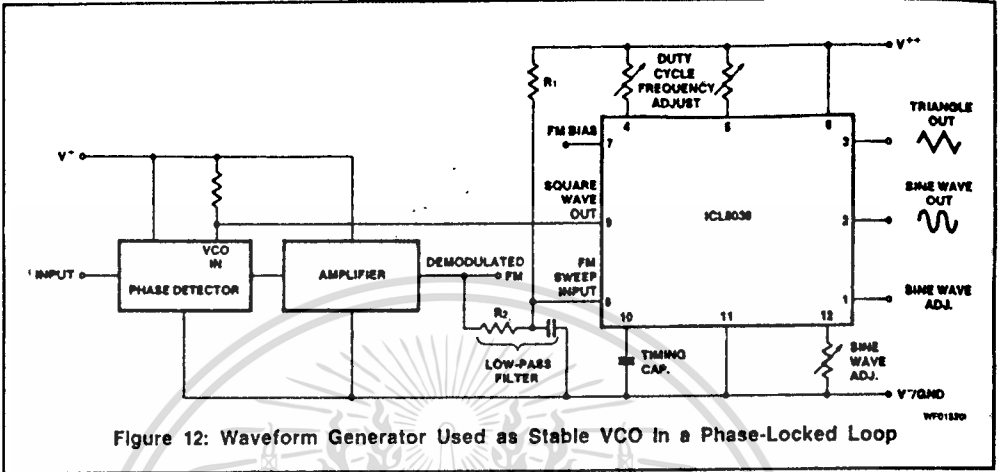 V++
R1
DUTY
CYCLE
FREQUENCY
ADJUST
4
5
6
TRIANGLE
OUT
FM BIAS
7
3
V+
SQUARE
WAVE
OUT
9
ICL8038
SINE WAVE
OUT
2
VCO
IN
INPUT
PHASE DETECTOR
AMPLIFIER
DEMODULATED
FM
FM
SWEEP
INPUT
8
1
SINE WAVE
ADJ.
R2
10
11
12
LOW-PASS
FILTER
TIMING
CAP.
SINE
WAVE
ADJ.
V-/GND
Figure 12: Waveform Generator Used as Stable VCO in a Phase-Locked Loop